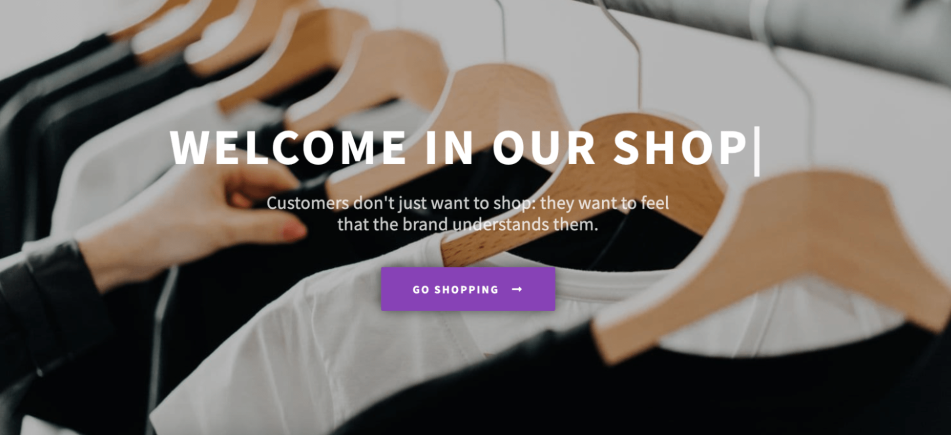 WELCOME IN OUR SHOP|
Customers don't just want to shop: they want to feel
that the brand understands them.
GO SHOPPING →